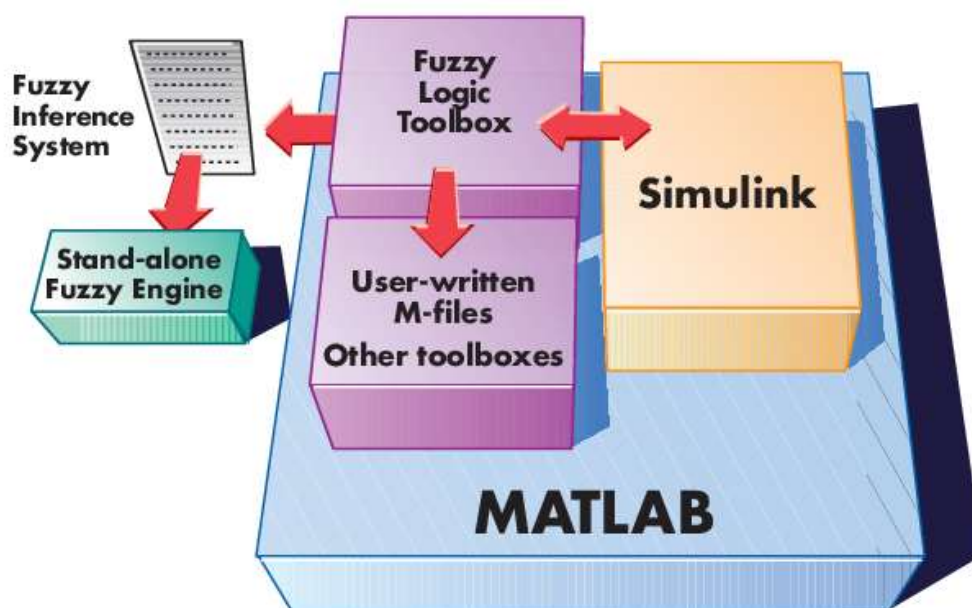 Fuzzy
Inference
System
Fuzzy
Logic
Toolbox
Simulink
Stand-alone
Fuzzy Engine
User-written
M-files
Other toolboxes
MATLAB